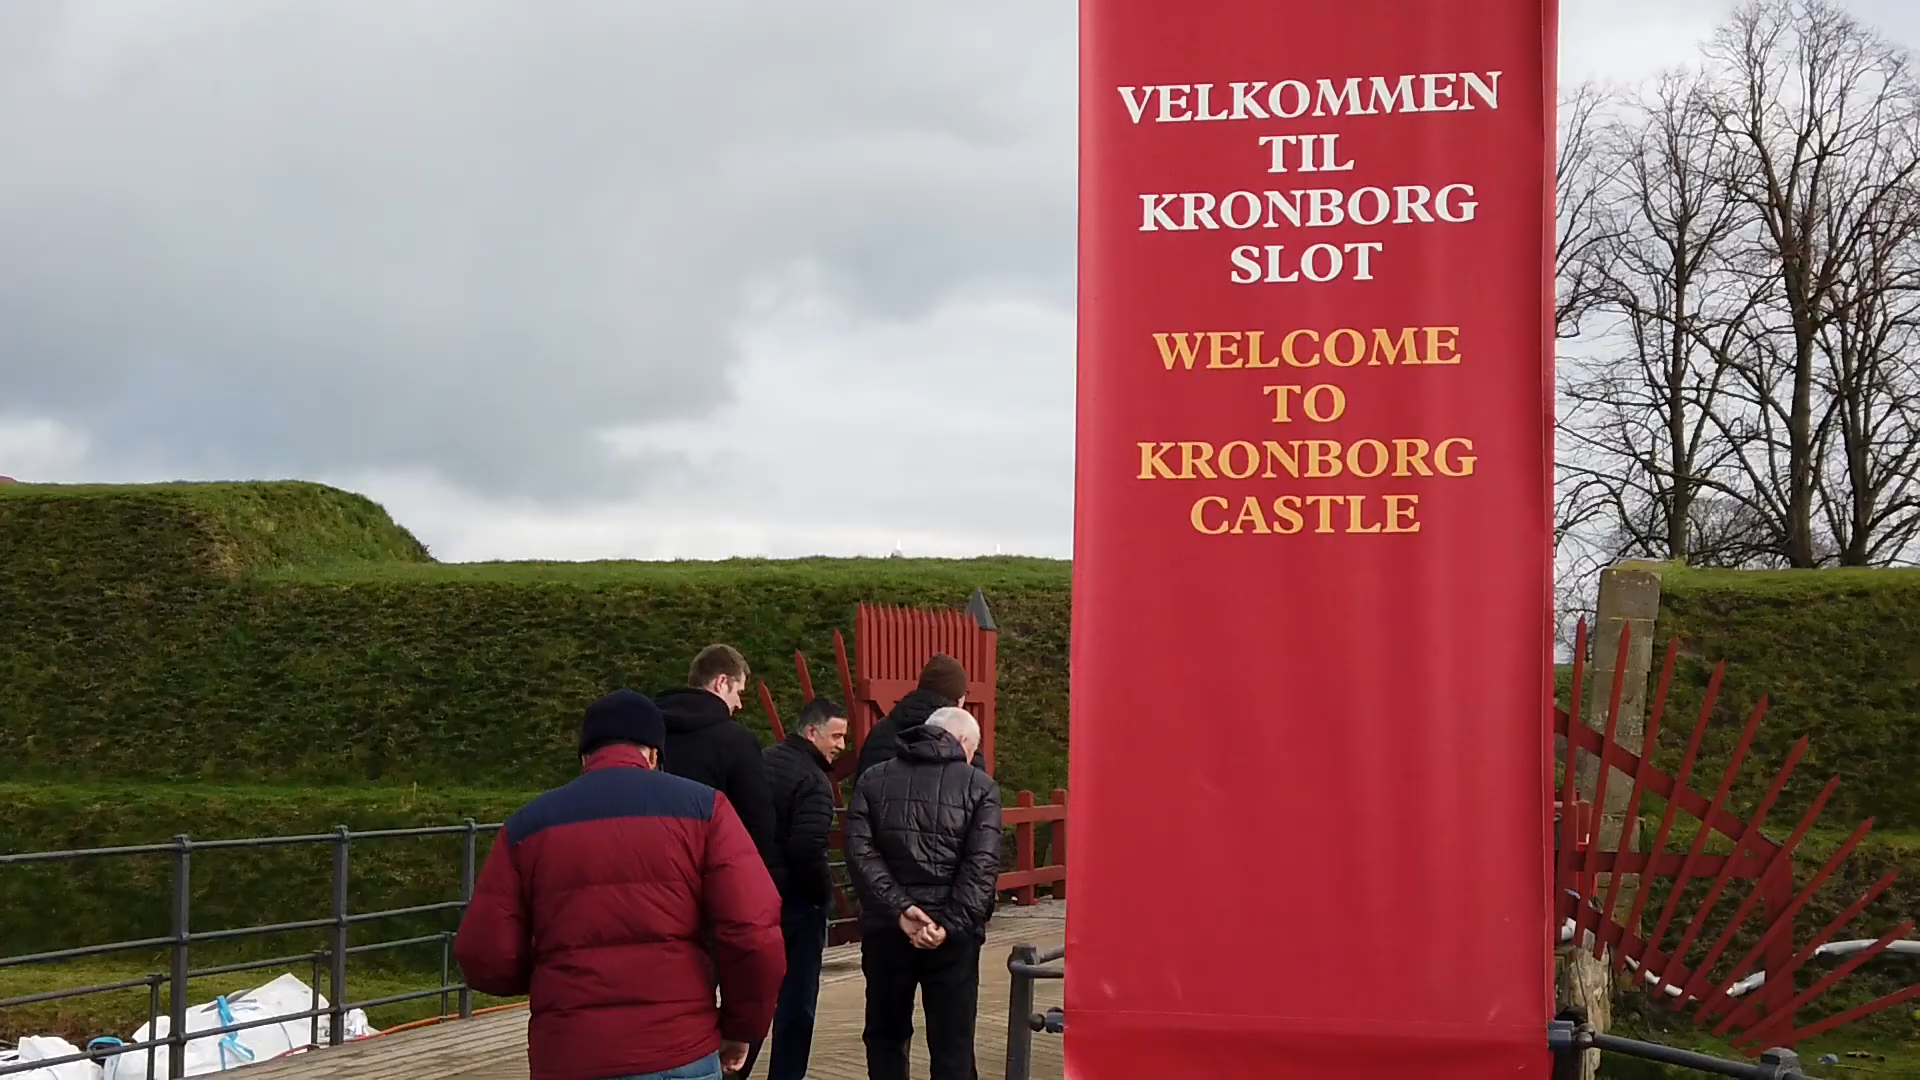 VELKOMMEN
TIL
KRONBORG
SLOT
WELCOME
TO
KRONBORG
CASTLE